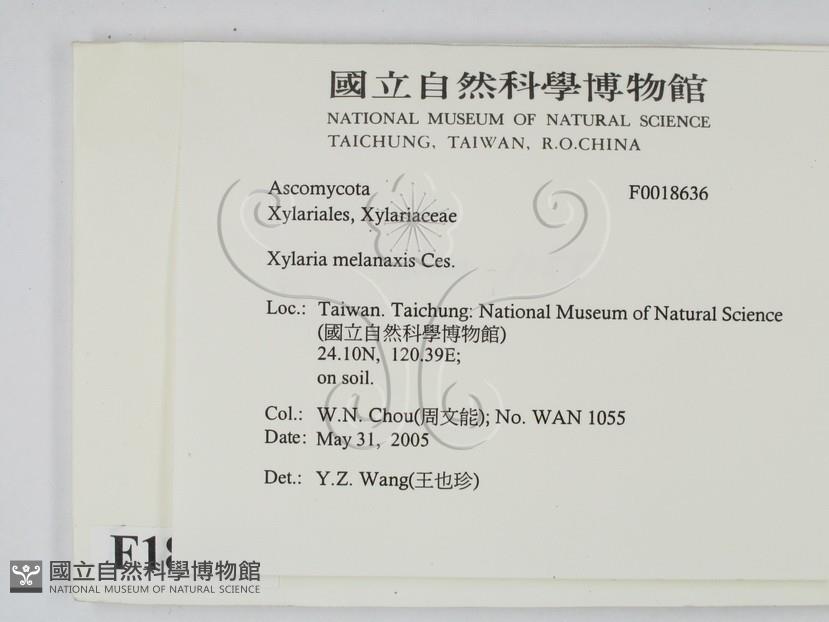 國立自然科學博物館
NATIONAL MUSEUM OF NATURAL SCIENCE
TAICHUNG, TAIWAN, R.O.CHINA
Ascomycota F0018636
Xylariales, Xylariaceae
Xylaria melanaxis Ces.
Loc.: Taiwan. Taichung: National Museum of Natural Science
(國立自然科學博物館)
24.10N, 120.39E;
on soil.
Col.: W.N. Chou(周文能); No. WAN 1055
Date: May 31, 2005
Det.: Y.Z. Wang(王也珍)
F18
國立自然科學博物館
NATIONAL MUSEUM OF NATURAL SCIENCE